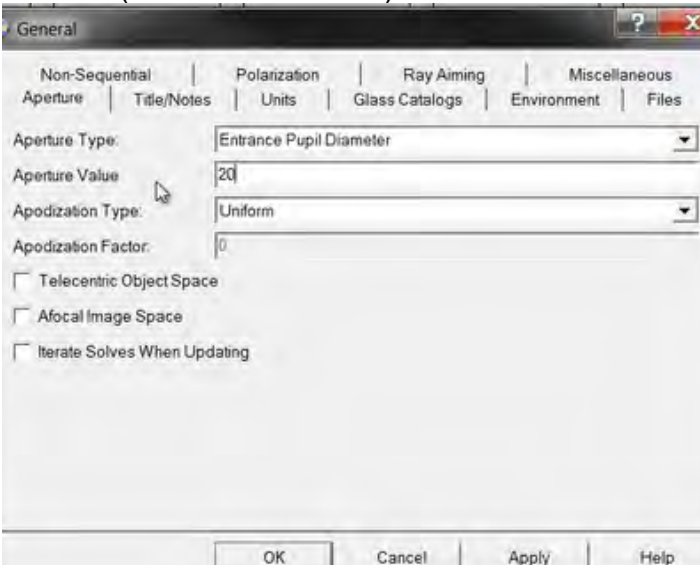 General
Non-Sequential Polarization Ray Aiming Miscellaneous
Aperture Title/Notes Units Glass Catalogs Environment Files
Aperture Type: Entrance Pupil Diameter
Aperture Value 20
Apodization Type: Uniform
Apodization Factor: 0
Telecentric Object Space
Afocal Image Space
Iterate Solves When Updating
OK Cancel Apply Help